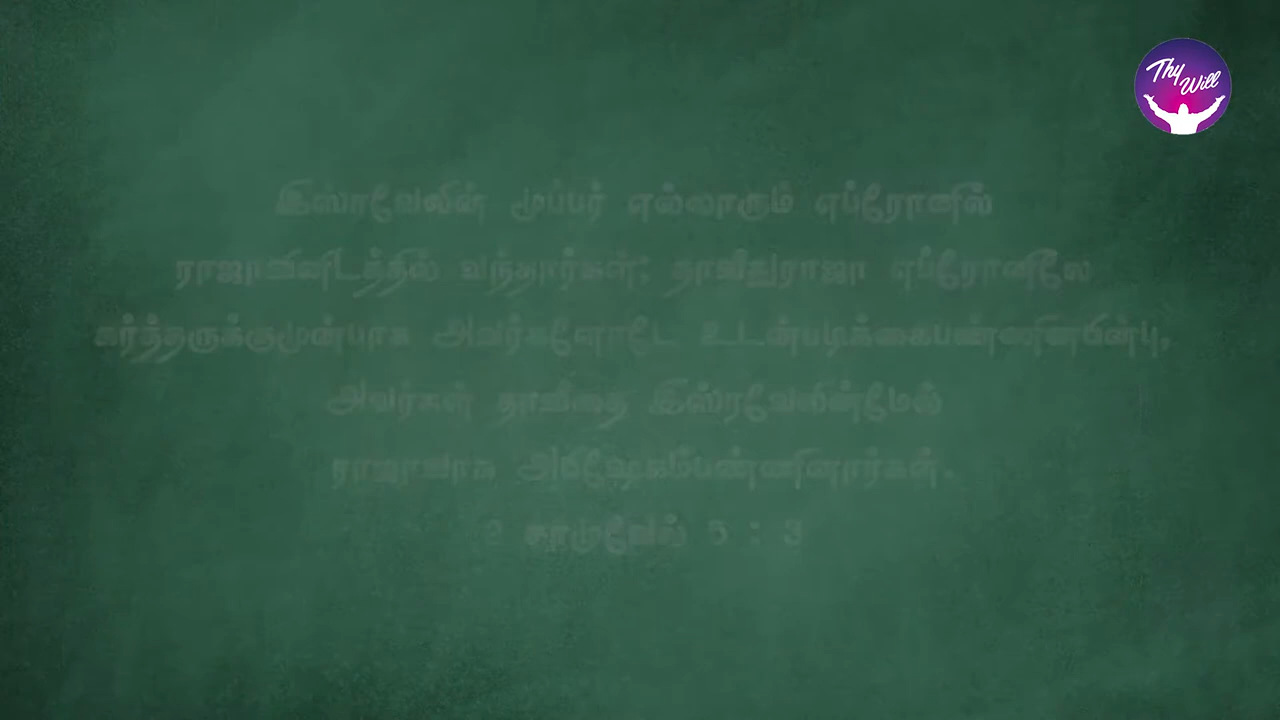 Thy Will
இஸ்ரவேலின் மூப்பர் எல்லாரும் எப்ரோனில்
ராஜாவினிடத்தில் வந்தார்கள்; தாவீதுராஜா எப்ரோனிலே
கர்த்தருக்குமுன்பாக அவர்களோடே உடன்படிக்கைபண்ணினபின்பு,
அவர்கள் தாவீதை இஸ்ரவேலின்மேல்
ராஜாவாக அபிஷேகம்பண்ணினார்கள்.
2 சாமுவேல் 5 : 3